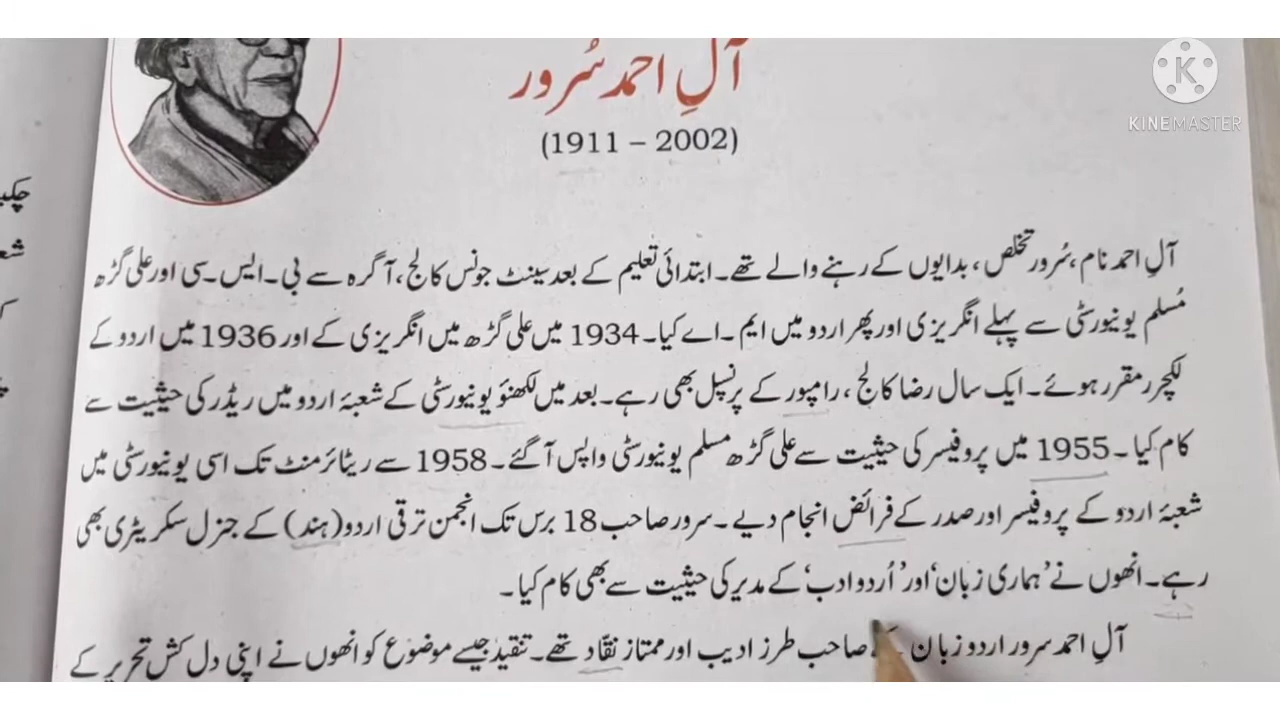 آلِ احمد سُرور
(1911 – 2002)
K
KINEMASTER
آلِ احمد نام، سُرور تخلص، بدایوں کے رہنے والے تھے۔ ابتدائی تعلیم کے بعد سینٹ جونس کالج، آگرہ سے بی۔ ایس۔ سی اور علی گڑھ
مُسلم یونیورسٹی سے پہلے انگریزی اور پھر اردو میں ایم۔ اے کیا۔ 1934 میں علی گڑھ میں انگریزی کے اور 1936 میں اردو کے
لکچرر مقرر ہوئے۔ ایک سال رضا کالج، رامپور کے پرنسپل بھی رہے۔ بعد میں لکھنؤ یونیورسٹی کے شعبۂ اردو میں ریڈر کی حیثیت سے
کام کیا۔ 1955 میں پروفیسر کی حیثیت سے علی گڑھ مسلم یونیورسٹی واپس آگئے۔ 1958 سے ریٹائرمنٹ تک اسی یونیورسٹی میں
شعبۂ اردو کے پروفیسر اور صدر کے فرائض انجام دیے۔ سرور صاحب 18 برس تک انجمن ترقی اردو (ہند) کے جنرل سکریٹری بھی
رہے۔ انھوں نے ’ہماری زبان‘ اور ’اُردو ادب‘ کے مدیر کی حیثیت سے بھی کام کیا۔
آلِ احمد سرور اردو زبان صاحب طرز ادیب اور ممتاز نقّاد تھے۔ تنقید جیسے موضوع کو انھوں نے اپنی دل کش تحریر کے